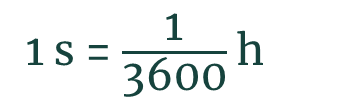 1 s = 1/3600 h